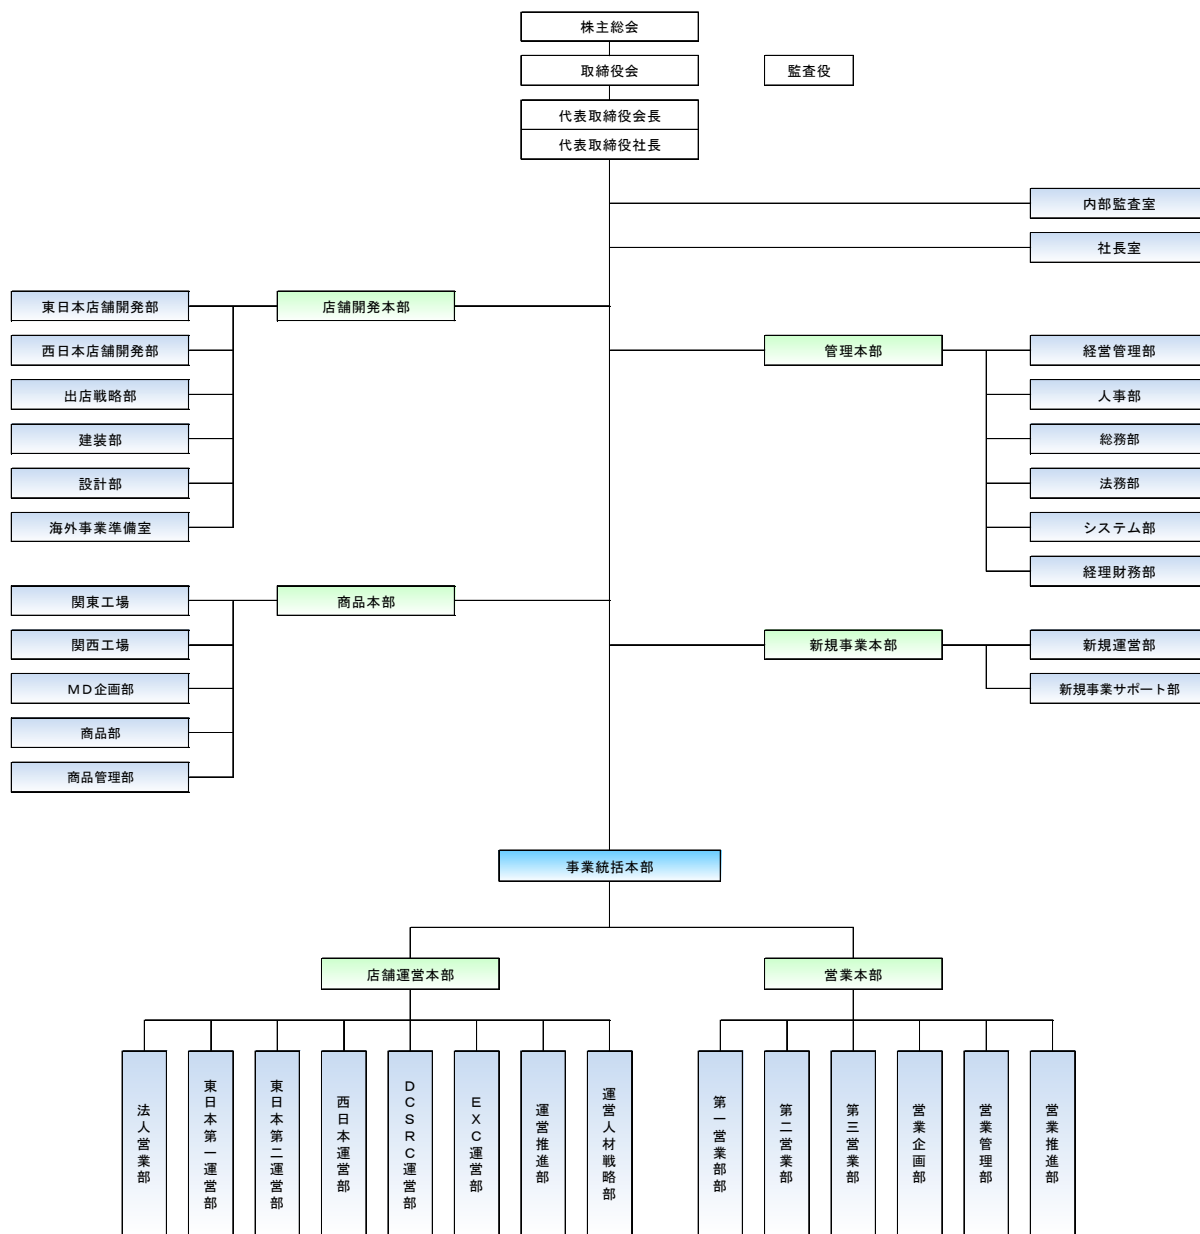 株主総会
取締役会
監査役
代表取締役会長
代表取締役社長
内部監査室
社長室
東日本店舗開発部
店舗開発本部
西日本店舗開発部
管理本部
経営管理部
出店戦略部
人事部
建装部
総務部
設計部
法務部
海外事業準備室
システム部
経理財務部
関東工場
商品本部
関西工場
新規事業本部
新規運営部
MD企画部
新規事業サポート部
商品部
商品管理部
事業統括本部
店舗運営本部
営業本部
法人営業部
東日本第一運営部
東日本第二運営部
西日本運営部
DCSRC運営部
EXC運営部
運営推進部
運営人材戦略部
第一営業部部
第二営業部
第三営業部
営業企画部
営業管理部
営業推進部